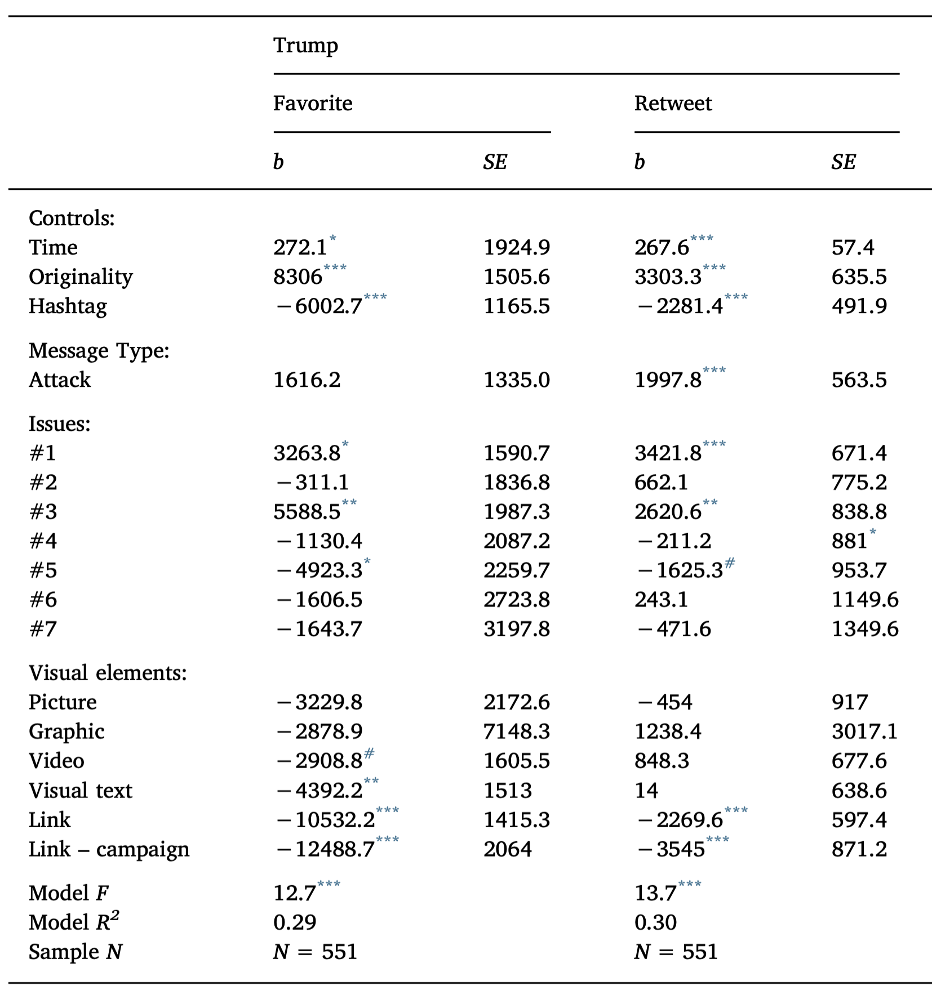 Trump
Favorite Retweet
b SE b SE
Controls:
Time 272.1* 1924.9 267.6*** 57.4
Originality 8306*** 1505.6 3303.3*** 635.5
Hashtag −6002.7*** 1165.5 −2281.4*** 491.9
Message Type:
Attack 1616.2 1335.0 1997.8*** 563.5
Issues:
#1 3263.8* 1590.7 3421.8*** 671.4
#2 −311.1 1836.8 662.1 775.2
#3 5588.5** 1987.3 2620.6** 838.8
#4 −1130.4 2087.2 −211.2 881*
#5 −4923.3* 2259.7 −1625.3# 953.7
#6 −1606.5 2723.8 243.1 1149.6
#7 −1643.7 3197.8 −471.6 1349.6
Visual elements:
Picture −3229.8 2172.6 −454 917
Graphic −2878.9 7148.3 1238.4 3017.1
Video −2908.8# 1605.5 848.3 677.6
Visual text −4392.2** 1513 14 638.6
Link −10532.2*** 1415.3 −2269.6*** 597.4
Link – campaign −12488.7*** 2064 −3545*** 871.2
Model F 12.7*** 13.7***
Model R² 0.29 0.30
Sample N N = 551 N = 551